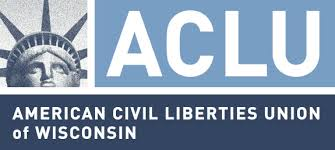 ACLU
AMERICAN CIVIL LIBERTIES UNION
of WISCONSIN